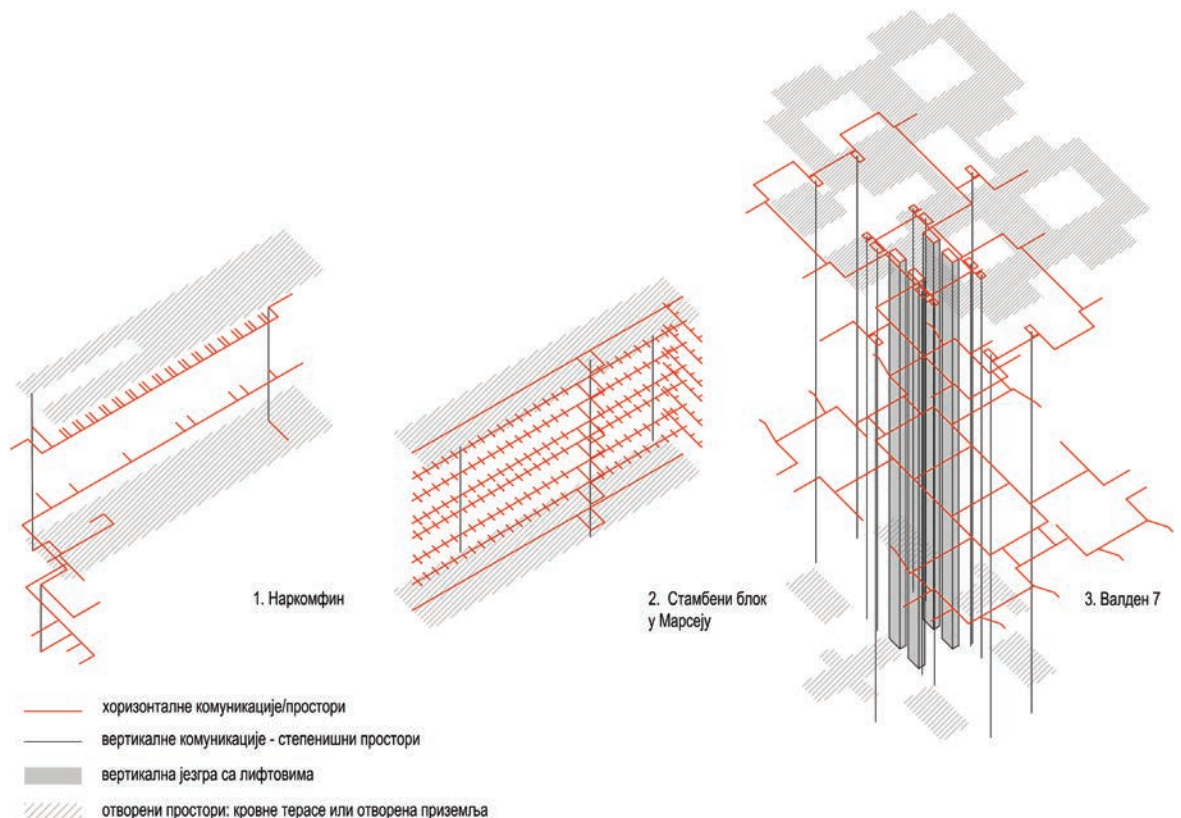 1. Наркомфин
2. Стамбени блок
у Марсеју
3. Валден 7
хоризонталне комуникације/простори
вертикалне комуникације - степенишни простори
вертикална језгра са лифтовима
отворени простори: кровне терасе или отворена приземља